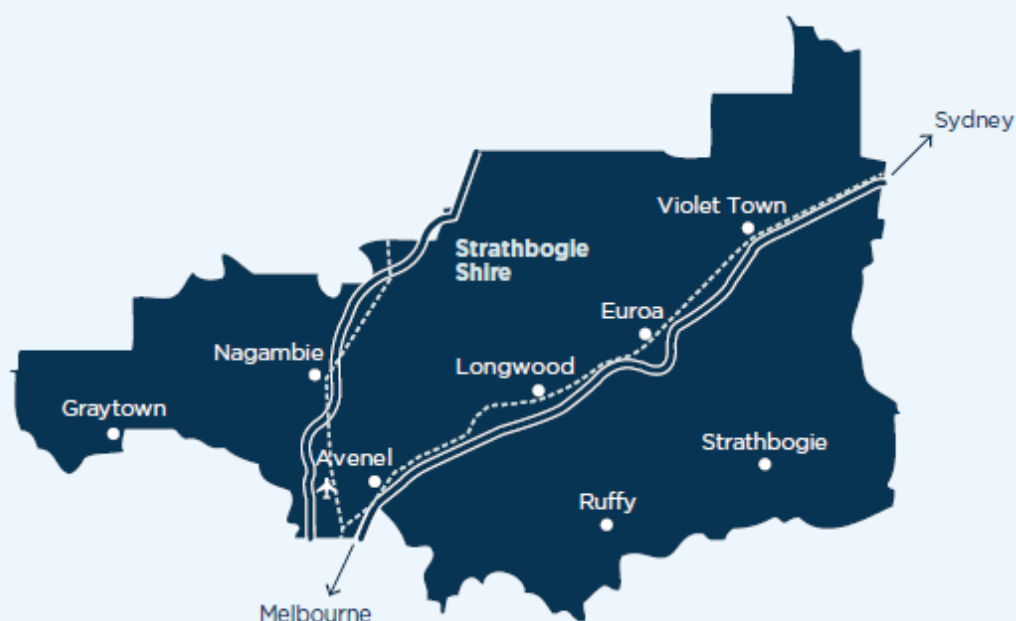 Sydney
Violet Town
Strathbogie
Shire
Euroa
Nagambie
Longwood
Graytown
Strathbogie
Avenel
Ruffy
Melbourne